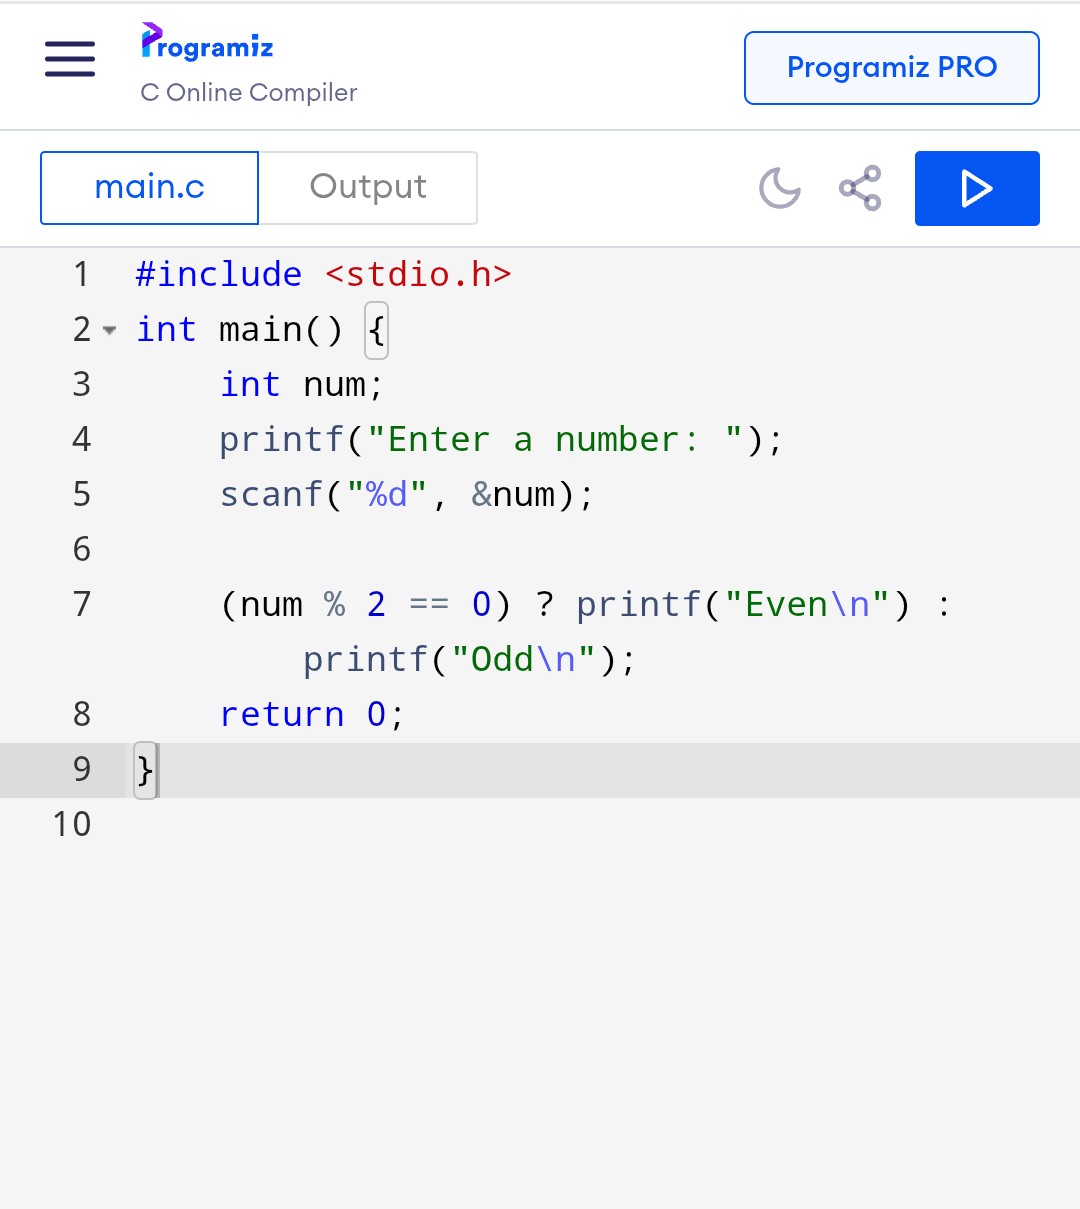 Programiz
C Online Compiler
Programiz PRO
main.c
Output
1 #include <stdio.h>
2 int main() {
3     int num;
4     printf("Enter a number: ");
5     scanf("%d", &num);
6
7     (num % 2 == 0) ? printf("Even\n") :
        printf("Odd\n");
8     return 0;
9 }
10